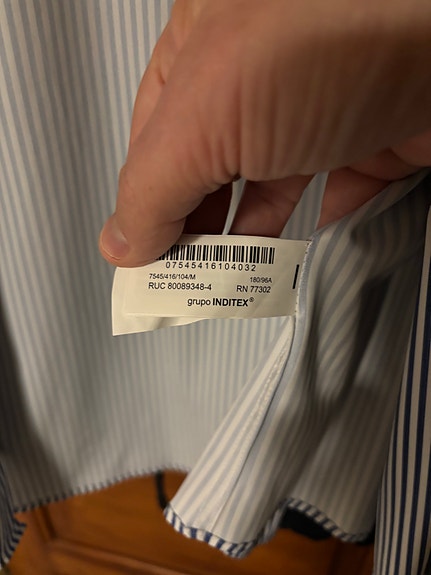 07545416104032
7545/416/104/M 180/96A
RUC 80089348-4 RN 77302
grupo INDITEX®